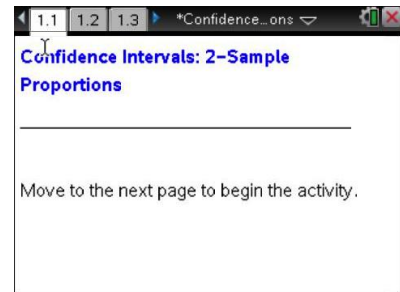 1.1 1.2 1.3 *Confidence...ons
Confidence Intervals: 2-Sample
Proportions
Move to the next page to begin the activity.